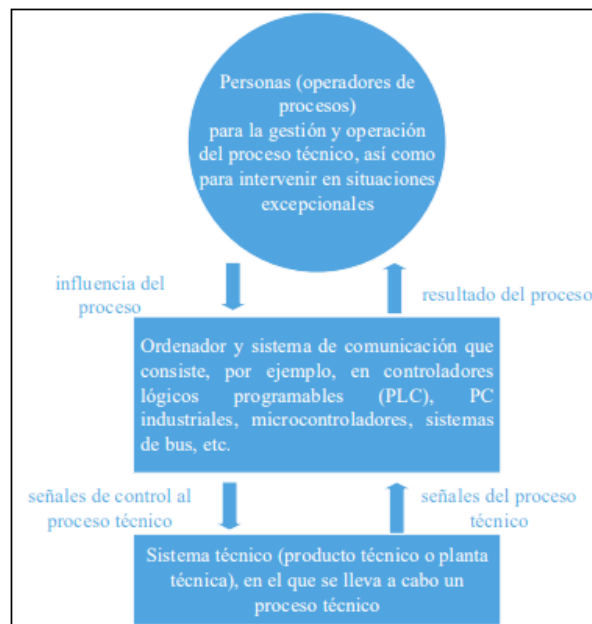 Personas (operadores de
procesos)
para la gestión y operación
del proceso técnico, así como
para intervenir en situaciones
excepcionales
influencia del
proceso
resultado del proceso
Ordenador y sistema de comunicación que
consiste, por ejemplo, en controladores
lógicos programables (PLC), PC
industriales, microcontroladores, sistemas
de bus, etc.
señales de control al
proceso técnico
señales del proceso
técnico
Sistema técnico (producto técnico o planta
técnica), en el que se lleva a cabo un
proceso técnico